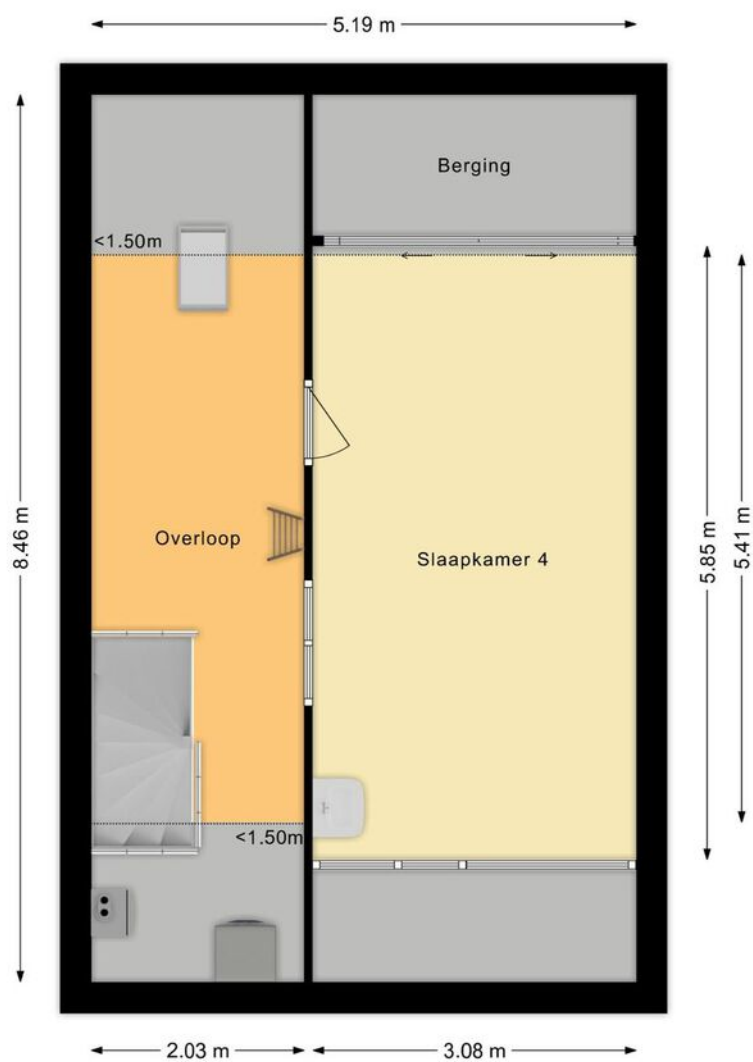 5.19 m
Berging
<1.50m
Overloop
Slaapkamer 4
8.46 m
5.85 m
5.41 m
<1.50m
2.03 m
3.08 m